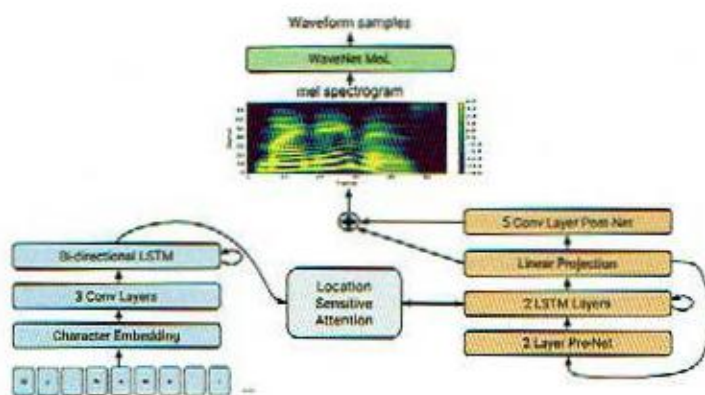 Waveform samples
WaveNet MoL
mel spectrogram
5 Conv Layer Post-Net
Bi-directional LSTM
Linear Projection
Location
Sensitive
Attention
3 Conv Layers
2 LSTM Layers
Character Embedding
2 Layer Pre-Net